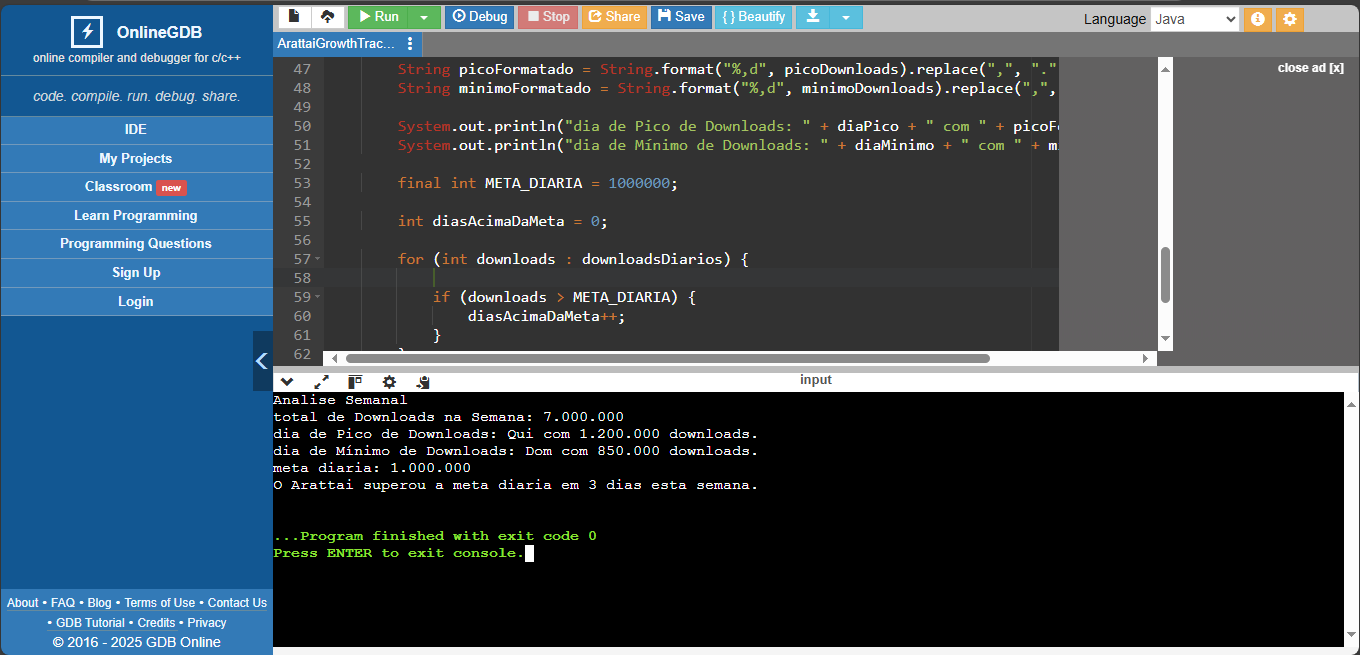 OnlineGDB
online compiler and debugger for c/c++
code. compile. run. debug. share.
IDE
My Projects
Classroom new
Learn Programming
Programming Questions
Sign Up
Login
About • FAQ • Blog • Terms of Use • Contact Us
• GDB Tutorial • Credits • Privacy
© 2016 - 2025 GDB Online
Run Debug Stop Share Save { } Beautify Language Java
ArattaiGrowthTrac...
close ad [x]
47 String picoFormatado = String.format("%,d", picoDownloads).replace(",", "."
48 String minimoFormatado = String.format("%,d", minimoDownloads).replace(",",
49
50 System.out.println("dia de Pico de Downloads: " + diaPico + " com " + picoF
51 System.out.println("dia de Mínimo de Downloads: " + diaMinimo + " com " + m
52
53 final int META_DIARIA = 1000000;
54
55 int diasAcimaDaMeta = 0;
56
57 for (int downloads : downloadsDiarios) {
58
59 if (downloads > META_DIARIA) {
60 diasAcimaDaMeta++;
61 }
62
input
Analise Semanal
total de Downloads na Semana: 7.000.000
dia de Pico de Downloads: Qui com 1.200.000 downloads.
dia de Mínimo de Downloads: Dom com 850.000 downloads.
meta diaria: 1.000.000
O Arattai superou a meta diaria em 3 dias esta semana.
...Program finished with exit code 0
Press ENTER to exit console.